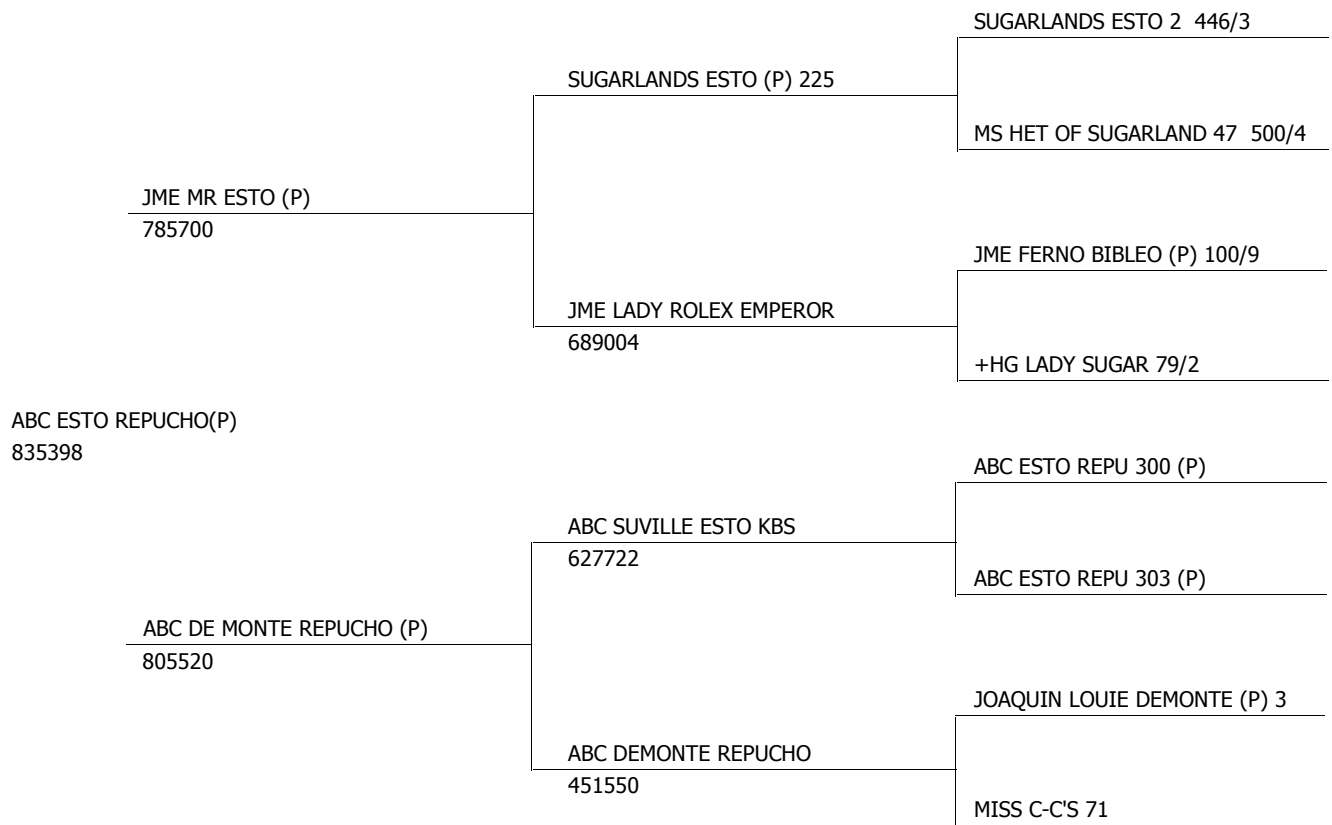 SUGARLANDS ESTO 2 446/3
SUGARLANDS ESTO (P) 225
MS HET OF SUGARLAND 47 500/4
JME MR ESTO (P)
785700
JME FERNO BIBLEO (P) 100/9
JME LADY ROLEX EMPEROR
689004
+HG LADY SUGAR 79/2
ABC ESTO REPUCHO(P)
835398
ABC ESTO REPU 300 (P)
ABC SUVILLE ESTO KBS
627722
ABC ESTO REPU 303 (P)
ABC DE MONTE REPUCHO (P)
805520
JOAQUIN LOUIE DEMONTE (P) 3
ABC DEMONTE REPUCHO
451550
MISS C-C'S 71